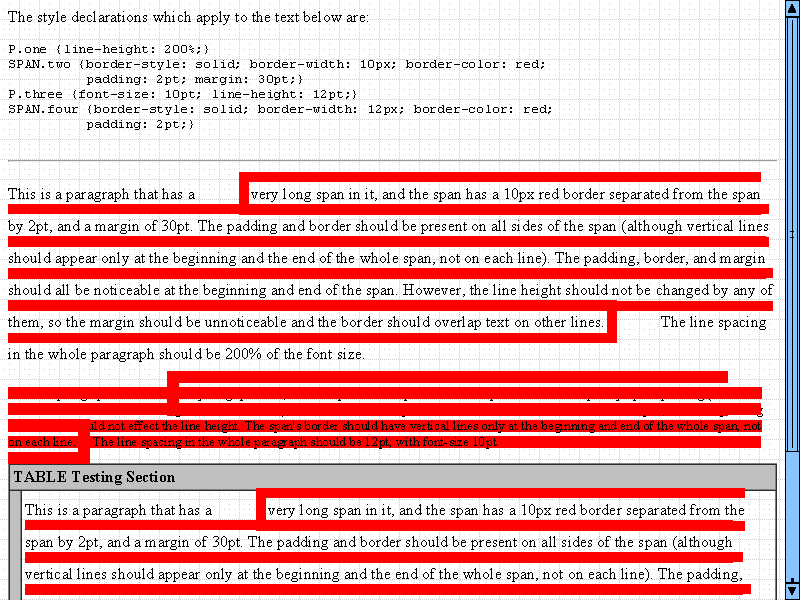 The style declarations which apply to the text below are:
P.one {line-height: 200%;}
SPAN.two {border-style: solid; border-width: 10px; border-color: red;
padding: 2pt; margin: 30pt;}
P.three {font-size: 10pt; line-height: 12pt;}
SPAN.four {border-style: solid; border-width: 12px; border-color: red;
padding: 2pt;}
This is a paragraph that has a very long span in it, and the span has a 10px red border separated from the span
by 2pt, and a margin of 30pt. The padding and border should be present on all sides of the span (although vertical lines
should appear only at the beginning and the end of the whole span, not on each line). The padding, border, and margin
should all be noticeable at the beginning and end of the span. However, the line height should not be changed by any of
them, so the margin should be unnoticeable and the border should overlap text on other lines. The line spacing
in the whole paragraph should be 200% of the font size.
not affect the line height. The span's border should have vertical lines only at the beginning and end of the whole span, not
on each line. The line spacing in the whole paragraph should be 12pt, with font-size 10pt.
TABLE Testing Section
This is a paragraph that has a very long span in it, and the span has a 10px red border separated from the
span by 2pt, and a margin of 30pt. The padding and border should be present on all sides of the span (although
vertical lines should appear only at the beginning and the end of the whole span, not on each line). The padding,